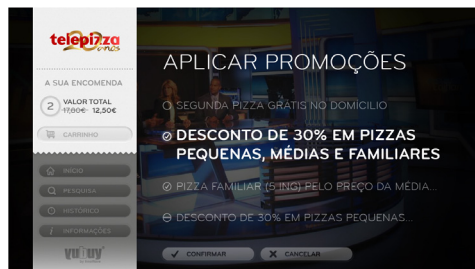 telepizza
20 anos
A SUA ENCOMENDA
2
VALOR TOTAL
17,80€ 12,50€
CARRINHO
INÍCIO
PESQUISA
HISTÓRICO
INFORMAÇÕES
YUBUY
APLICAR PROMOÇÕES
SEGUNDA PIZZA GRÁTIS NO DOMICILIO
DESCONTO DE 30% EM PIZZAS
PEQUENAS, MÉDIAS E FAMILIARES
PIZZA FAMILIAR (5 ING) PELO PREÇO DA MÉDIA...
DESCONTO DE 30% EM PIZZAS PEQUENAS...
CONFIRMAR
CANCELAR